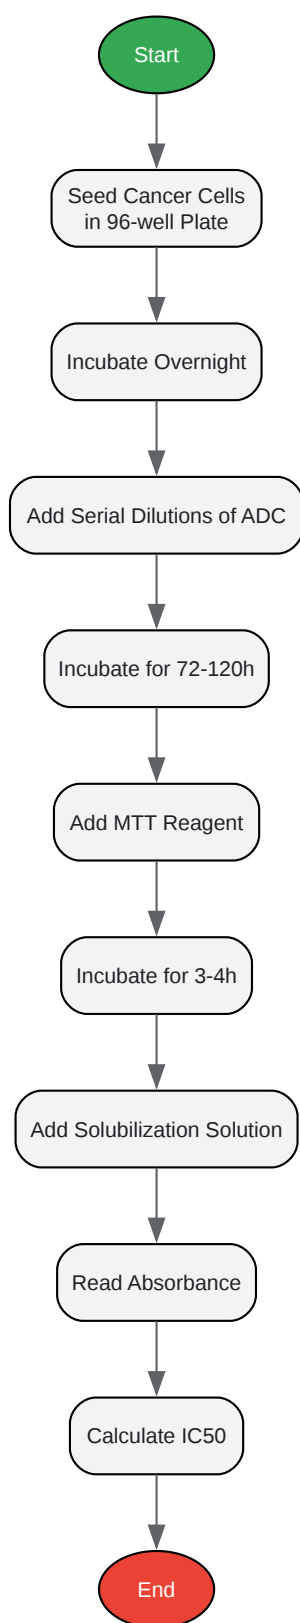 Start
Seed Cancer Cells
in 96-well Plate
Incubate Overnight
Add Serial Dilutions of ADC
Incubate for 72-120h
Add MTT Reagent
Incubate for 3-4h
Add Solubilization Solution
Read Absorbance
Calculate IC50
End